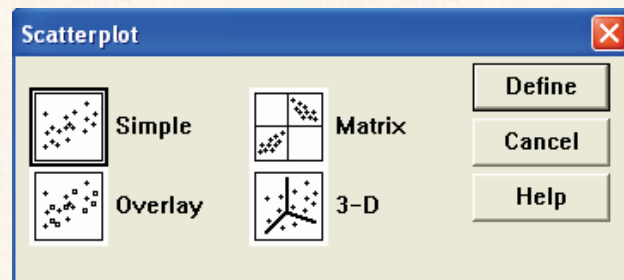 Scatterplot
Simple
Matrix
Overlay
3-D
Define
Cancel
Help